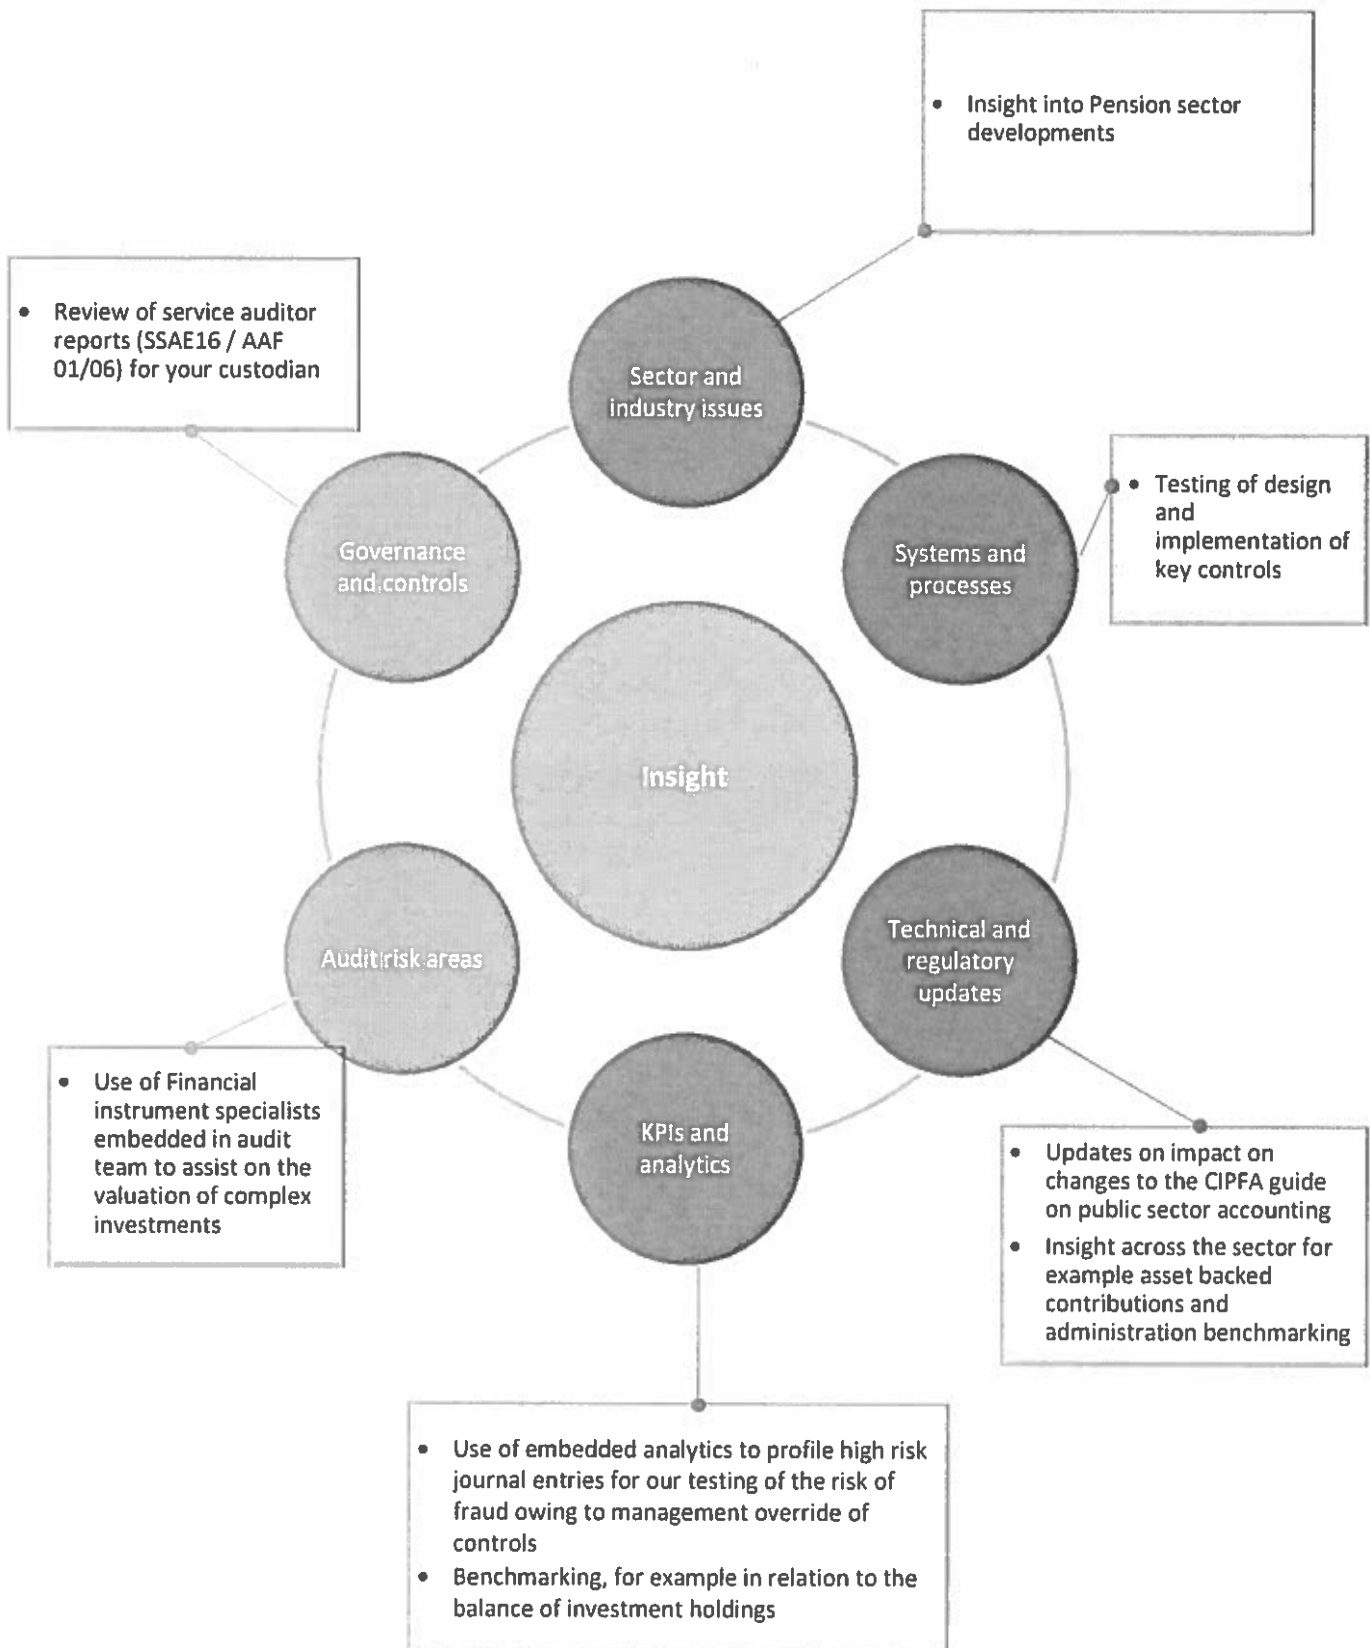 • Insight into Pension sector
developments
• Review of service auditor
reports (SSAE16 / AAF
01/06) for your custodian
Sector and
industry issues
• Testing of design
and
implementation of
key controls
Governance
and controls
Systems and
processes
Insight
Audit risk areas
Technical and
regulatory
updates
• Use of Financial
instrument specialists
embedded in audit
team to assist on the
valuation of complex
investments
KPIs and
analytics
• Updates on impact on
changes to the CIPFA guide
on public sector accounting
• Insight across the sector for
example asset backed
contributions and
administration benchmarking
• Use of embedded analytics to profile high risk
journal entries for our testing of the risk of
fraud owing to management override of
controls
• Benchmarking, for example in relation to the
balance of investment holdings